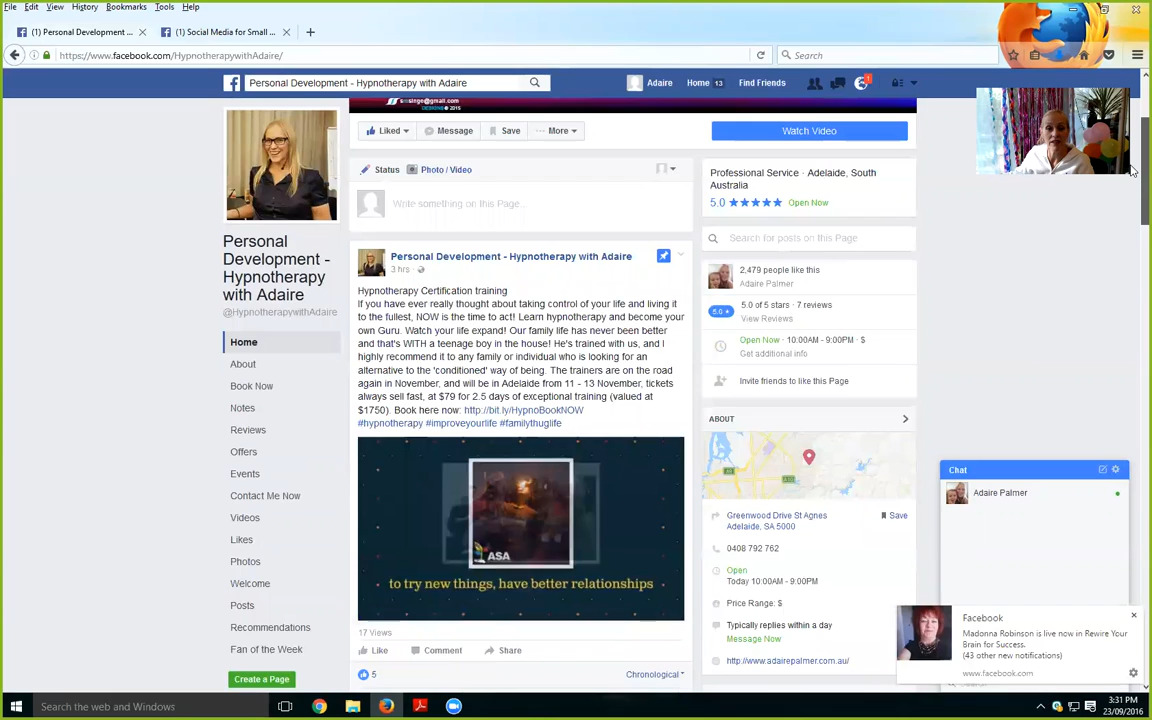 File Edit View History Bookmarks Tools Help
(1) Personal Development ... × (1) Social Media for Small ... × +
https://www.facebook.com/HypnotherapywithAdaire/ Search
Personal Development - Hypnotherapy with Adaire Adaire Home 13 Find Friends 1
smsinge@gmail.com
Liked Message Save More Watch Video
Status Photo / Video
Write something on this Page...
Professional Service · Adelaide, South
Australia
5.0 ★★★★★ Open Now
Search for posts on this Page
Personal
Development -
Hypnotherapy
with Adaire
@HypnotherapywithAdaire
Home
About
Book Now
Notes
Reviews
Offers
Events
Contact Me Now
Videos
Likes
Photos
Welcome
Posts
Recommendations
Fan of the Week
Create a Page
Personal Development - Hypnotherapy with Adaire
3 hrs ·
Hypnotherapy Certification training
If you have ever really thought about taking control of your life and living it
to the fullest, NOW is the time to act! Learn hypnotherapy and become your
own Guru. Watch your life expand! Our family life has never been better
and that's WITH a teenage boy in the house! He's trained with us, and I
highly recommend it to any family or individual who is looking for an
alternative to the 'conditioned' way of being. The trainers are on the road
again in November, and will be in Adelaide from 11 - 13 November, tickets
always sell fast, at $79 for 2.5 days of exceptional training (valued at
$1750). Book here now: http://bit.ly/HypnoBookNOW
#hypnotherapy #improveyourlife #familythuglife
ASA
to try new things, have better relationships
17 Views
Like Comment Share
5 Chronological
2,479 people like this
Adaire Palmer
5.0 ★ 5.0 of 5 stars · 7 reviews
View Reviews
Open Now · 10:00AM - 9:00PM · $
Get additional info
Invite friends to like this Page
ABOUT
Greenwood Drive St Agnes
Adelaide, SA 5000
Save
0408 792 762
Open
Today 10:00AM - 9:00PM
Price Range: $
Typically replies within a day
Message Now
http://www.adairepalmer.com.au/
Chat
Adaire Palmer
Facebook
Madonna Robinson is live now in Rewire Your
Brain for Success.
(43 other new notifications)
www.facebook.com
Search the web and Windows
3:31 PM
23/09/2016